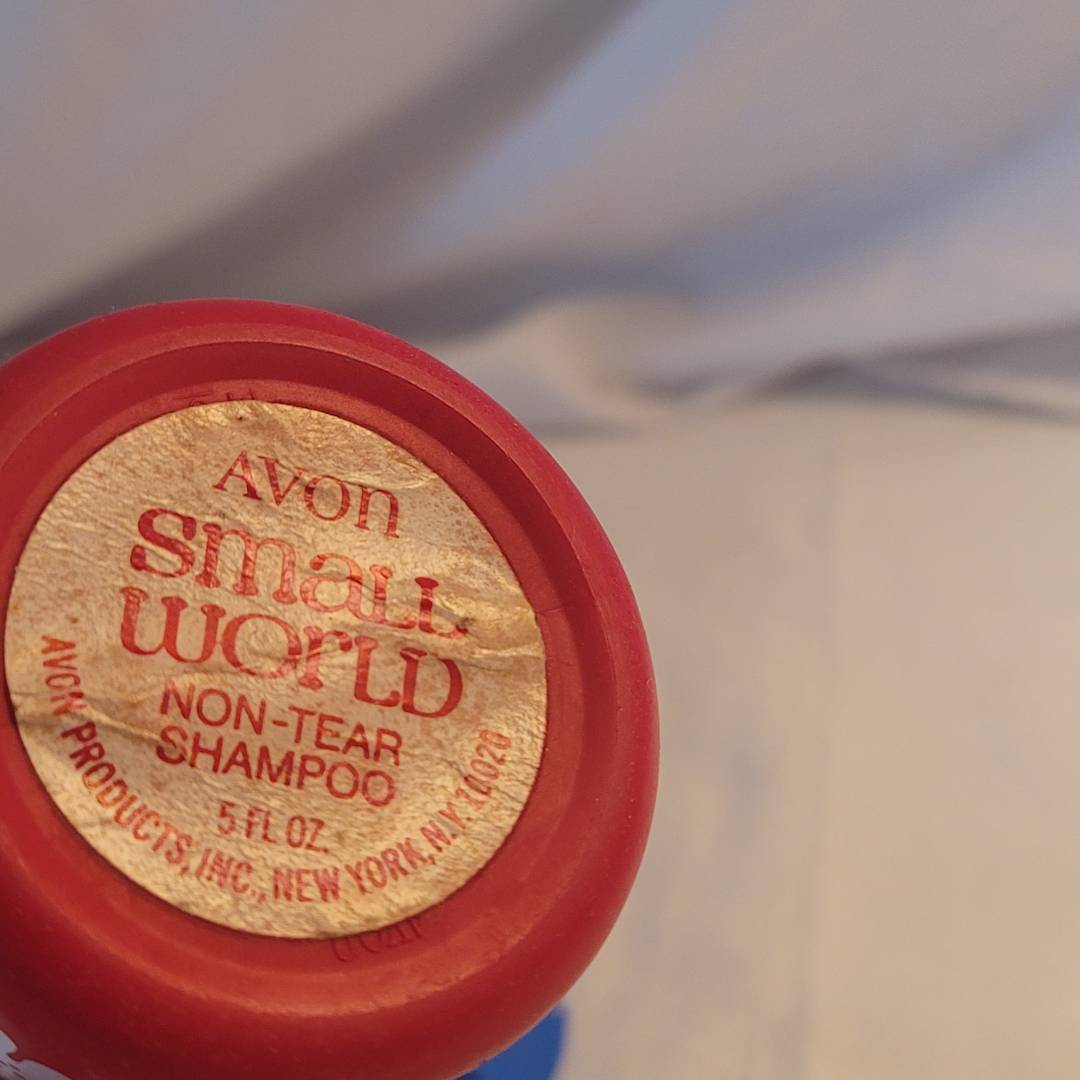 AVON
SMALL
WORLD
NON-TEAR
SHAMPOO
5 FL OZ.
AVON PRODUCTS, INC., NEW YORK, N.Y. 10020